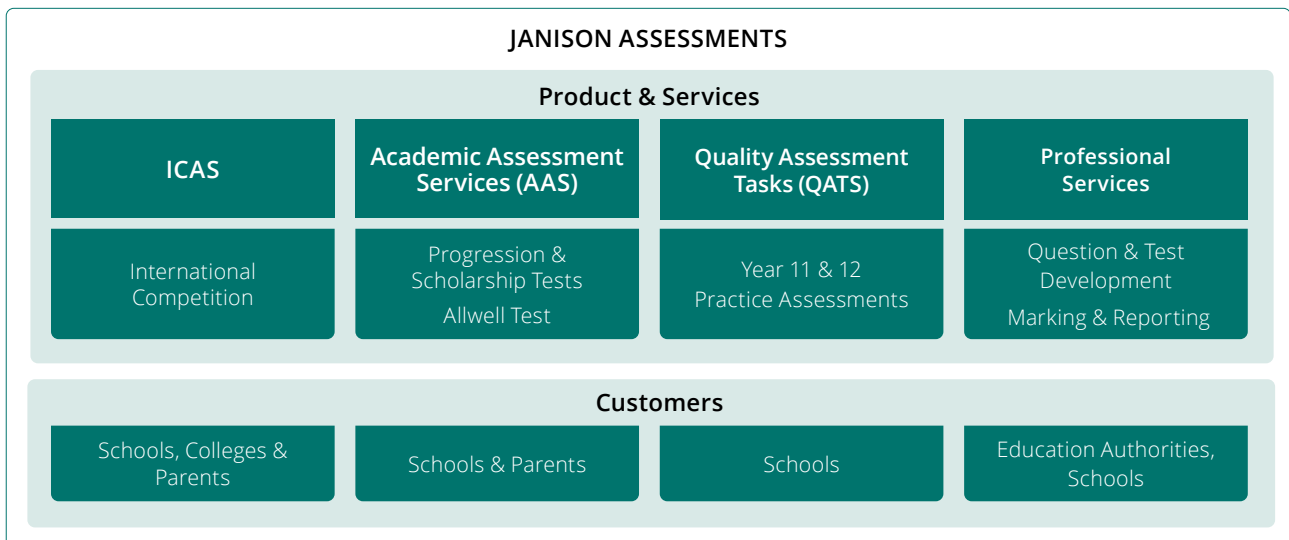 JANISON ASSESSMENTS
Product & Services
ICAS
Academic Assessment
Services (AAS)
Quality Assessment
Tasks (QATS)
Professional
Services
International
Competition
Progression &
Scholarship Tests
Allwell Test
Year 11 & 12
Practice Assessments
Question & Test
Development
Marking & Reporting
Customers
Schools, Colleges &
Parents
Schools & Parents
Schools
Education Authorities,
Schools